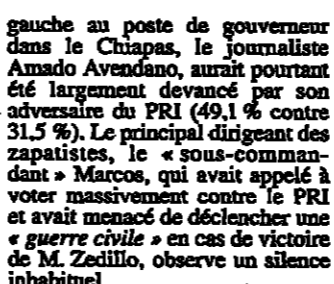 gauche au poste de gouverneur
dans le Chiapas, le journaliste
Amado Avendano, aurait pourtant
été largement devancé par son
adversaire du PRI (49,1 % contre
31,5 %). Le principal dirigeant des
zapatistes, le « sous-comman-
dant » Marcos, qui avait appelé à
voter massivement contre le PRI
et avait menacé de déclencher une
« guerre civile » en cas de victoire
de M. Zedillo, observe un silence
inhabituel